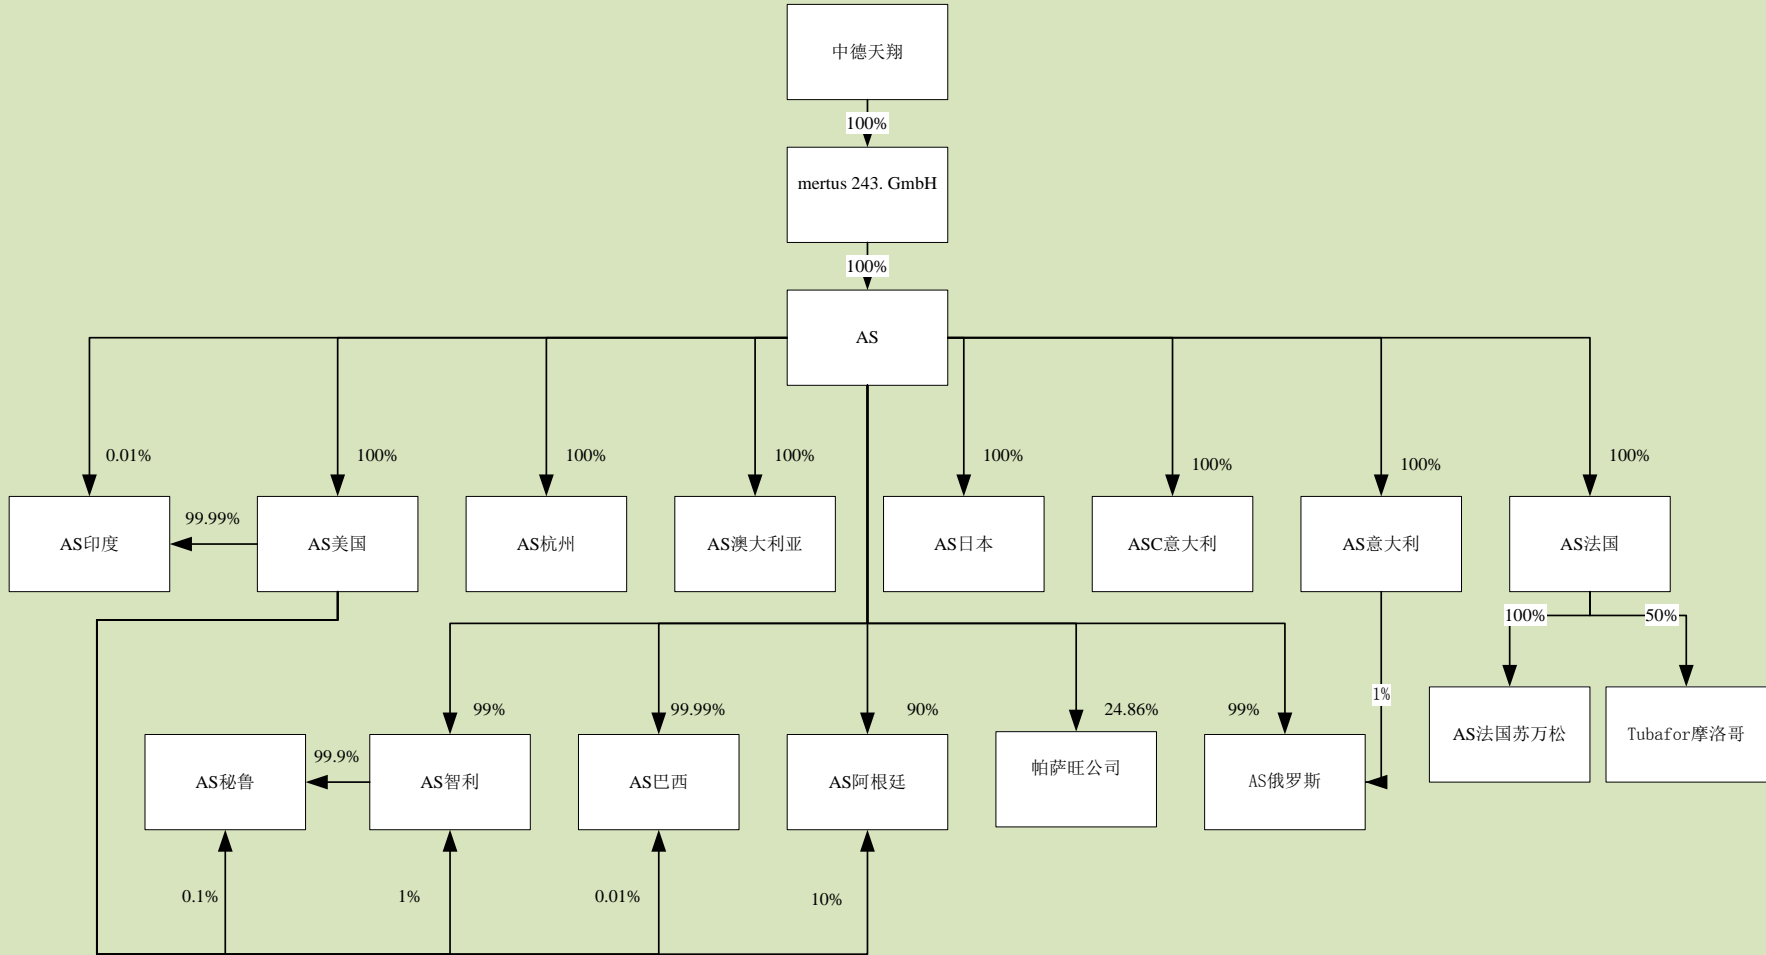 中德天翔
100%
mertus 243. GmbH
100%
AS
0.01%
100%
100%
100%
100%
100%
100%
100%
AS印度
99.99%
AS美国
AS杭州
AS澳大利亚
AS日本
ASC意大利
AS意大利
AS法国
100%
50%
1%
AS法国苏万松
Tubafor摩洛哥
99%
99.99%
90%
24.86%
99%
AS秘鲁
99.9%
AS智利
AS巴西
AS阿根廷
帕萨旺公司
AS俄罗斯
0.1%
1%
0.01%
10%